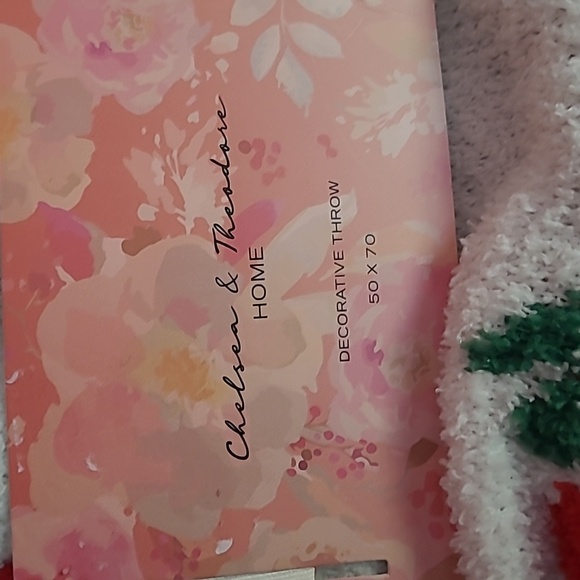 Chelsea & Theodore
HOME
DECORATIVE THROW
50 X 70